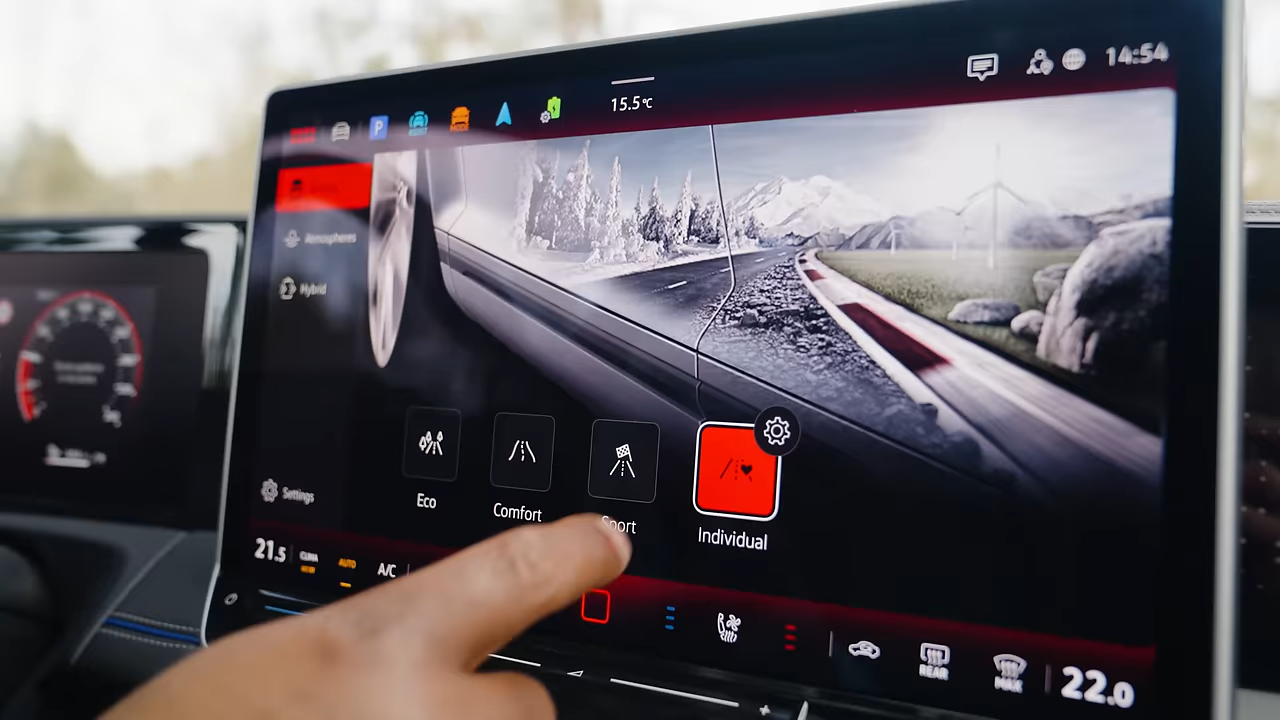 15.5°C
14:54
P
Atmospheres
Hybrid
Eco
Comfort
Sport
Individual
Settings
21.5
CLIMA
AUTO
A/C
REAR
MAX
22.0